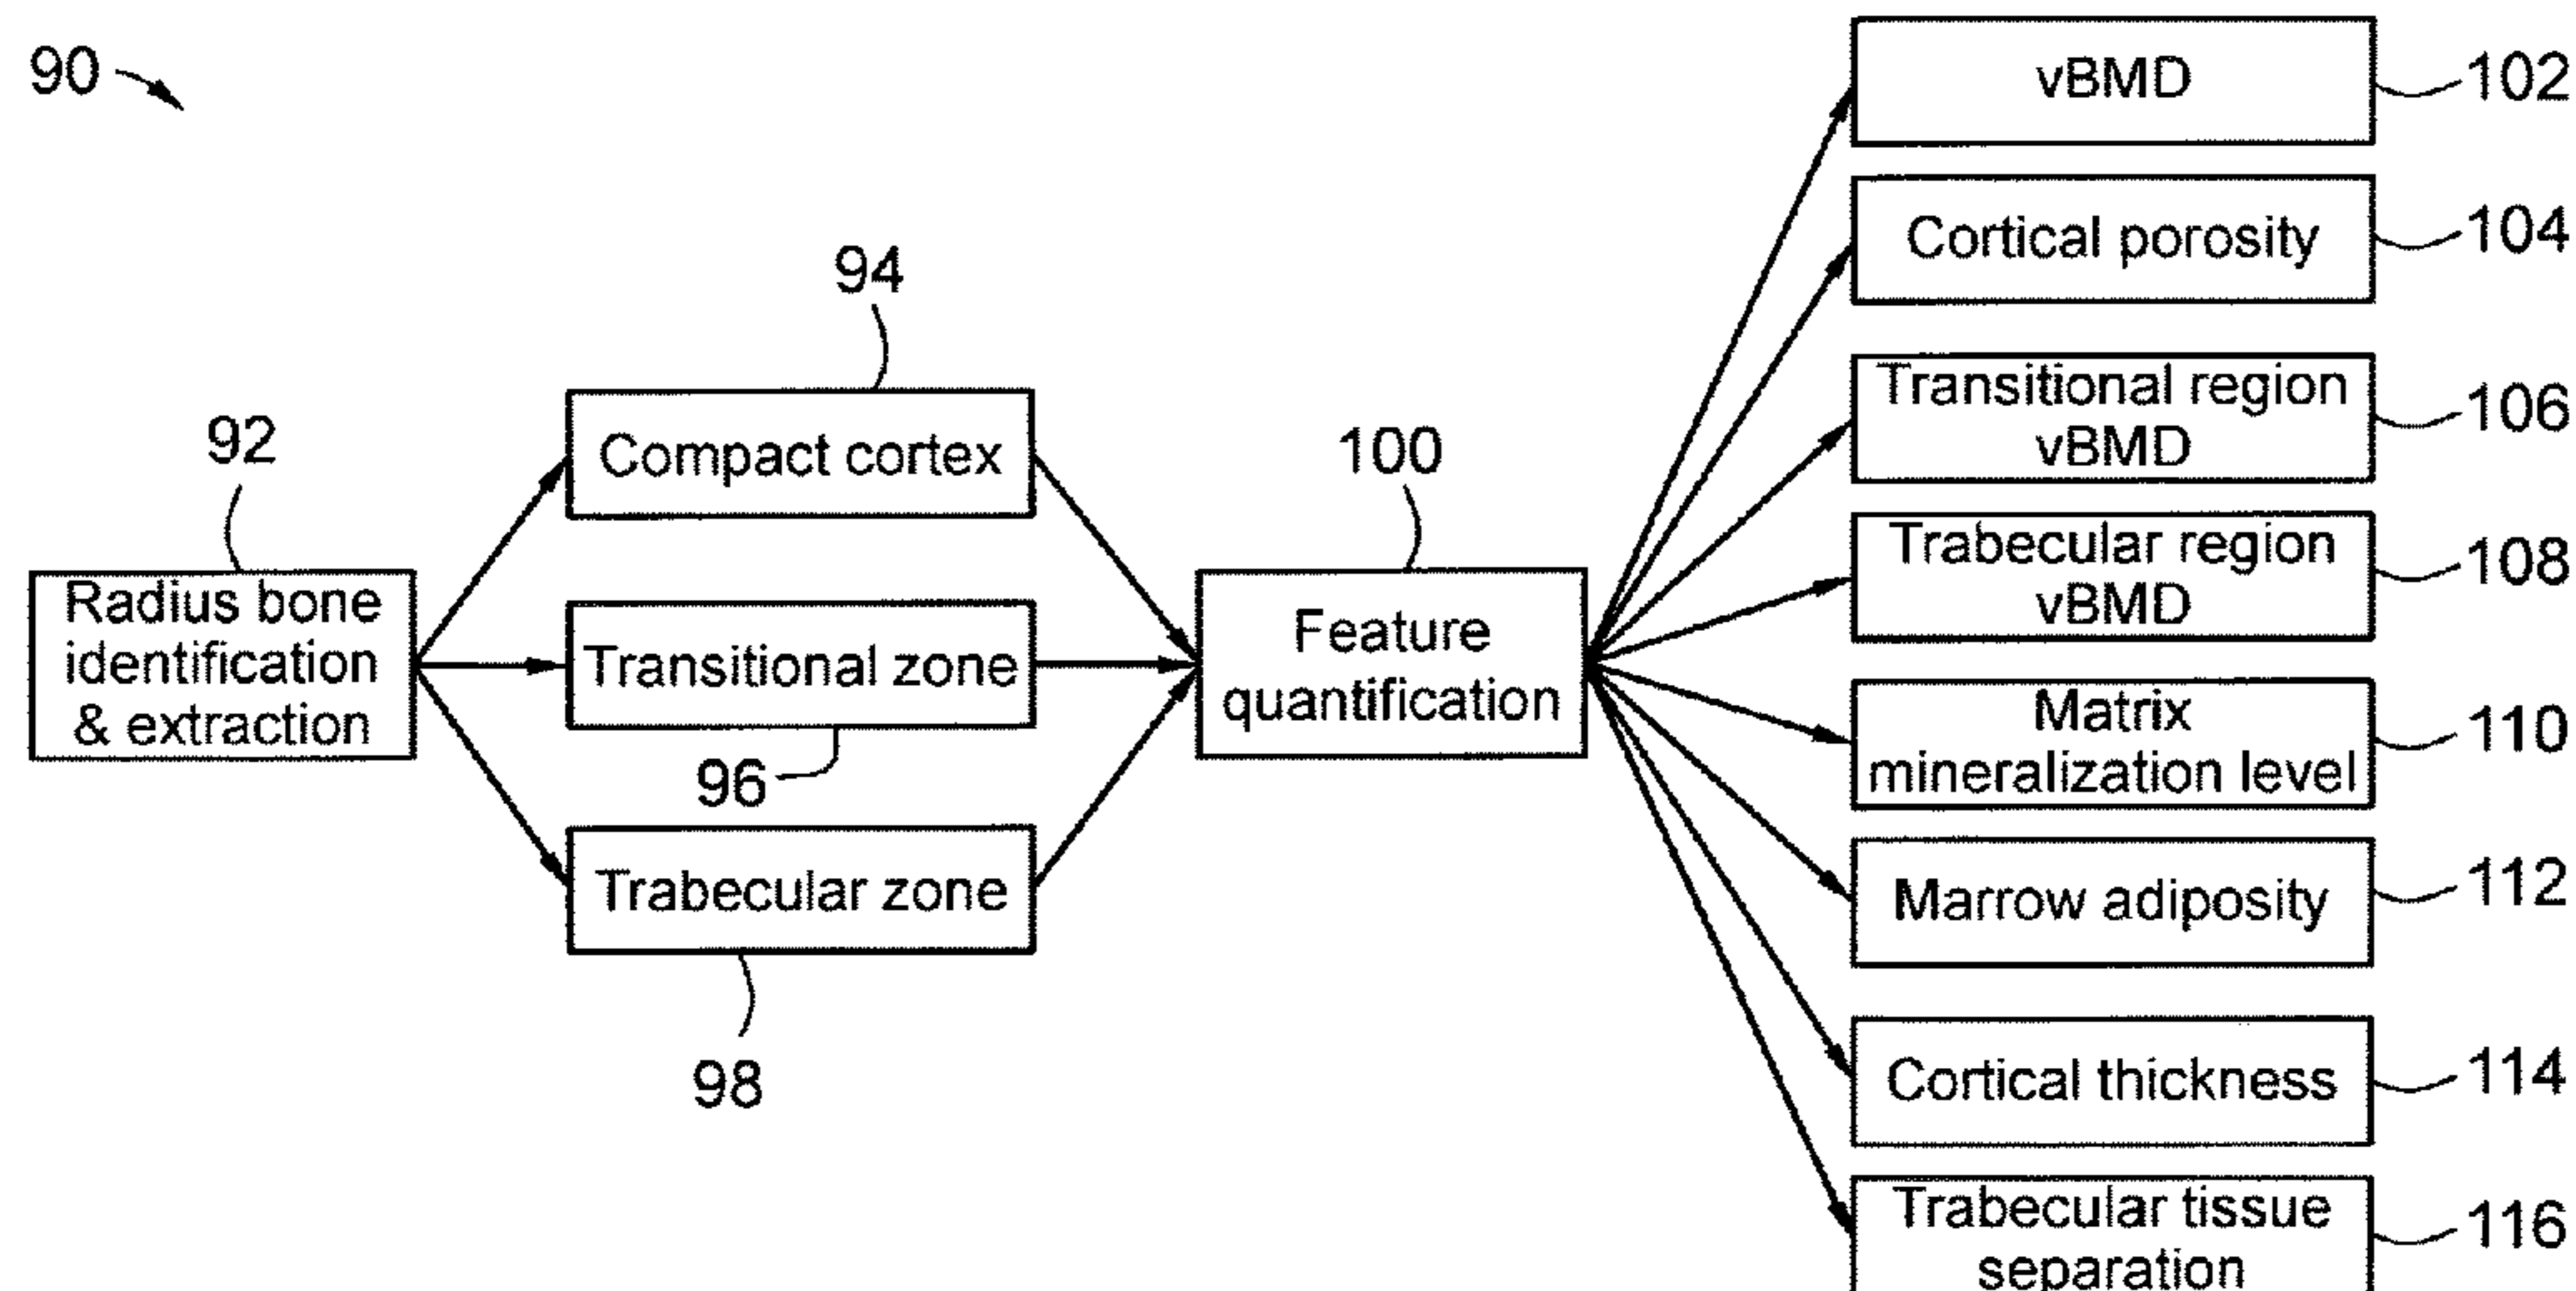 90
92
Radius bone
identification
& extraction
94
Compact cortex
Transitional zone
96
Trabecular zone
98
100
Feature
quantification
vBMD
102
Cortical porosity
104
Transitional region
vBMD
106
Trabecular region
vBMD
108
Matrix
mineralization level
110
Marrow adiposity
112
Cortical thickness
114
Trabecular tissue
separation
116